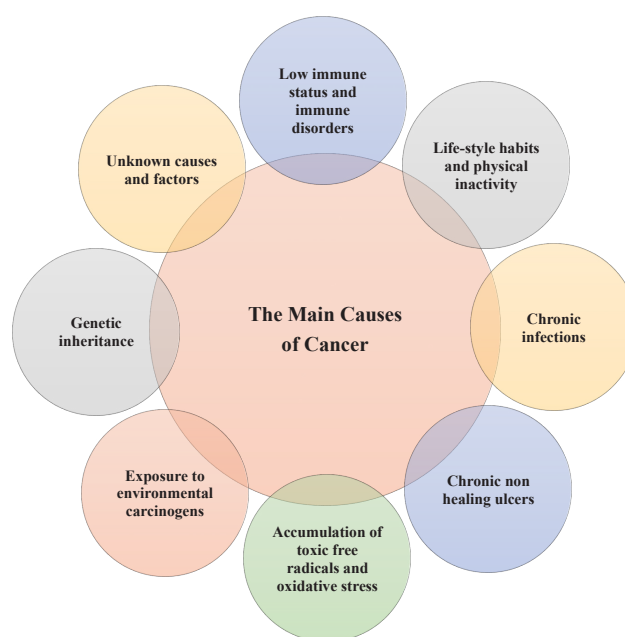 Low immune
status and
immune
disorders
Life-style habits
and physical
inactivity
Chronic
infections
Chronic non
healing ulcers
Accumulation of
toxic free
radicals and
oxidative stress
Exposure to
environmental
carcinogens
Genetic
inheritance
Unknown causes
and factors
The Main Causes
of Cancer